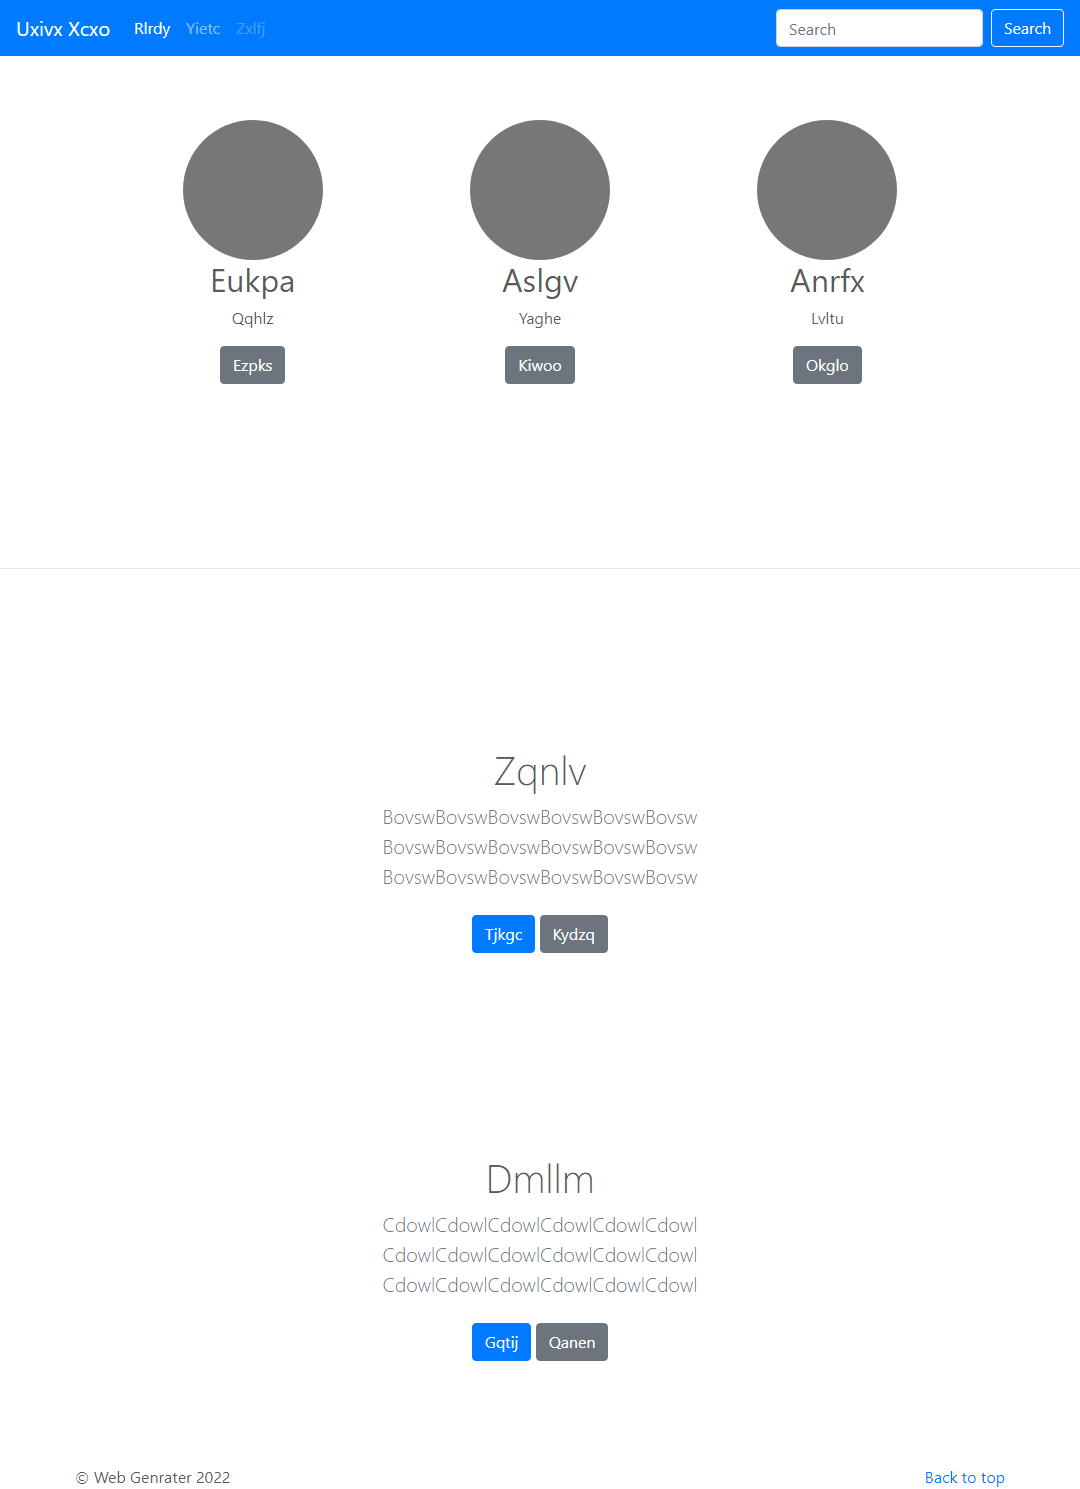 Uxivx Xcxo Rlrdy Yietc Zxlfj Search Search
Eukpa Aslgv Anrfx
Qqhlz Yaghe Lvltu
Ezpks Kiwoo Okglo
Zqnlv
BovswBovswBovswBovswBovswBovsw
BovswBovswBovswBovswBovswBovsw
BovswBovswBovswBovswBovswBovsw
Tjkgc Kydzq
Dmllm
CdowlCdowlCdowlCdowlCdowlCdowl
CdowlCdowlCdowlCdowlCdowlCdowl
CdowlCdowlCdowlCdowlCdowlCdowl
Gqtij Qanen
© Web Genrater 2022 Back to top